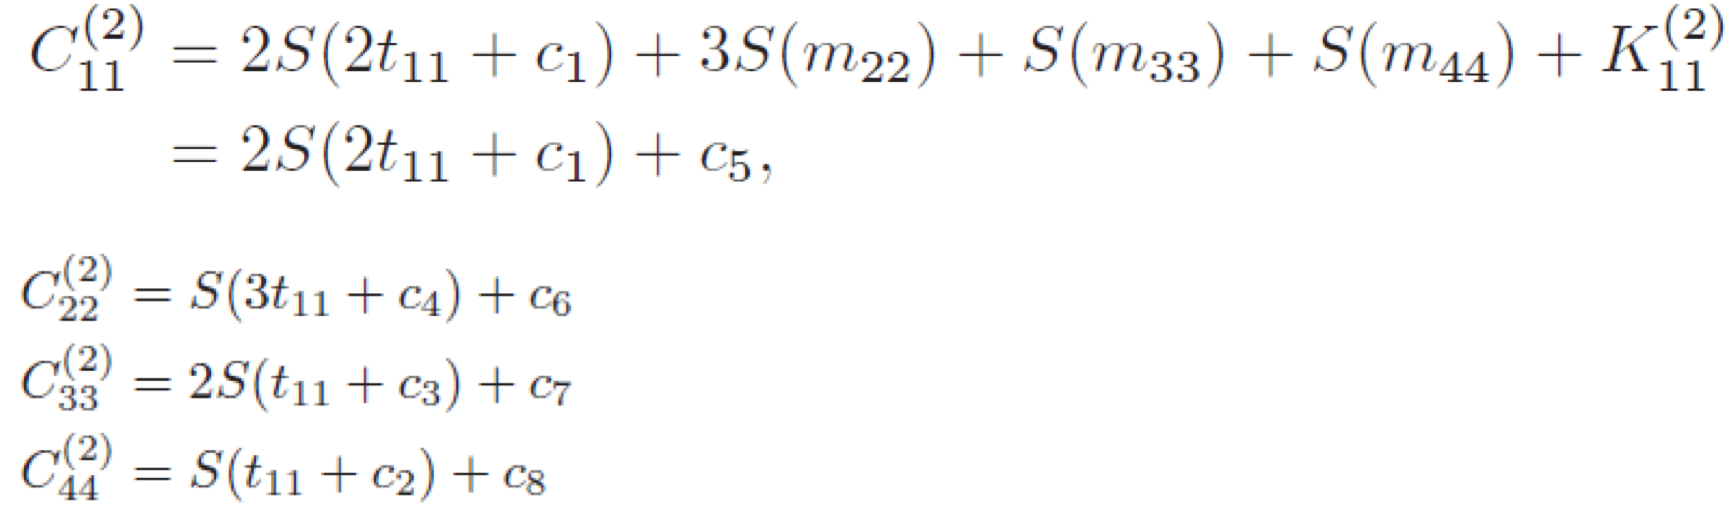 C_{11}^{(2)} = 2S(2t_{11} + c_1) + 3S(m_{22}) + S(m_{33}) + S(m_{44}) + K_{11}^{(2)}
= 2S(2t_{11} + c_1) + c_5,
C_{22}^{(2)} = S(3t_{11} + c_4) + c_6
C_{33}^{(2)} = 2S(t_{11} + c_3) + c_7
C_{44}^{(2)} = S(t_{11} + c_2) + c_8